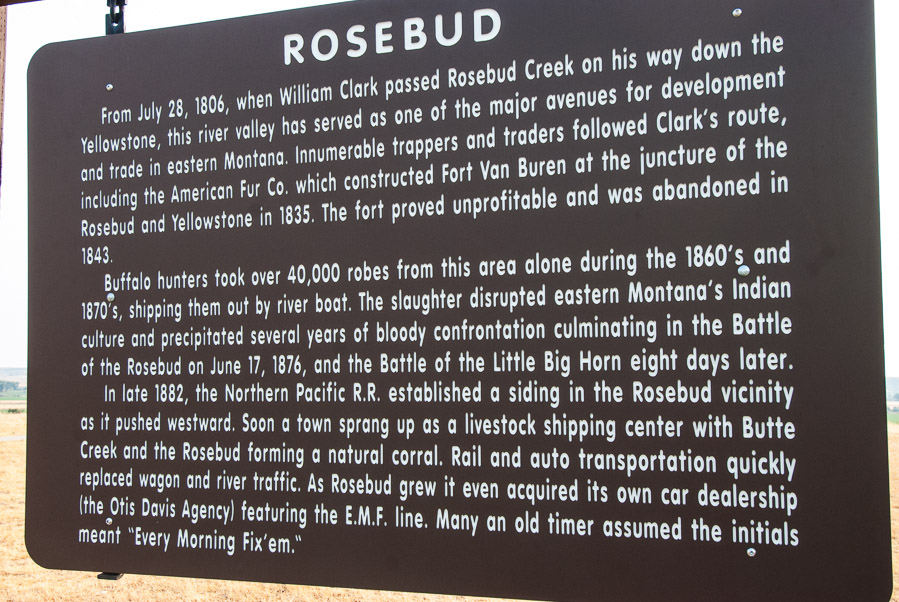 ROSEBUD
From July 28, 1806, when William Clark passed Rosebud Creek on his way down the
Yellowstone, this river valley has served as one of the major avenues for development
and trade in eastern Montana. Innumerable trappers and traders followed Clark's route,
including the American Fur Co. which constructed Fort Van Buren at the juncture of the
Rosebud and Yellowstone in 1835. The fort proved unprofitable and was abandoned in
1843.
Buffalo hunters took over 40,000 robes from this area alone during the 1860's and
1870's, shipping them out by river boat. The slaughter disrupted eastern Montana's Indian
culture and precipitated several years of bloody confrontation culminating in the Battle
of the Rosebud on June 17, 1876, and the Battle of the Little Big Horn eight days later.
In late 1882, the Northern Pacific R.R. established a siding in the Rosebud vicinity
as it pushed westward. Soon a town sprang up as a livestock shipping center with Butte
Creek and the Rosebud forming a natural corral. Rail and auto transportation quickly
replaced wagon and river traffic. As Rosebud grew it even acquired its own car dealership
(the Otis Davis Agency) featuring the E.M.F. line. Many an old timer assumed the initials
meant "Every Morning Fix'em."